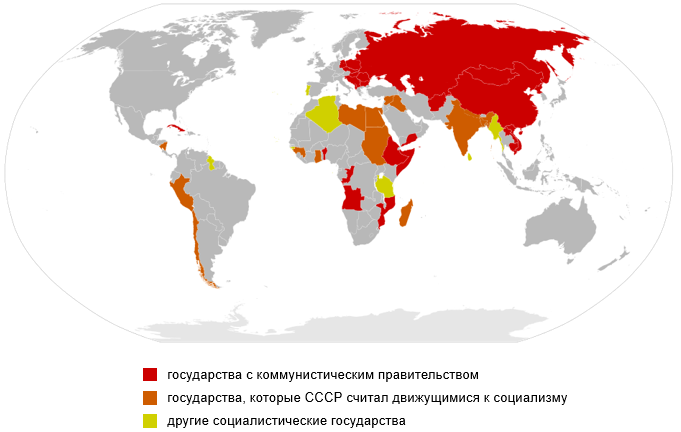 государства с коммунистическим правительством
государства, которые СССР считал движущимися к социализму
другие социалистические государства